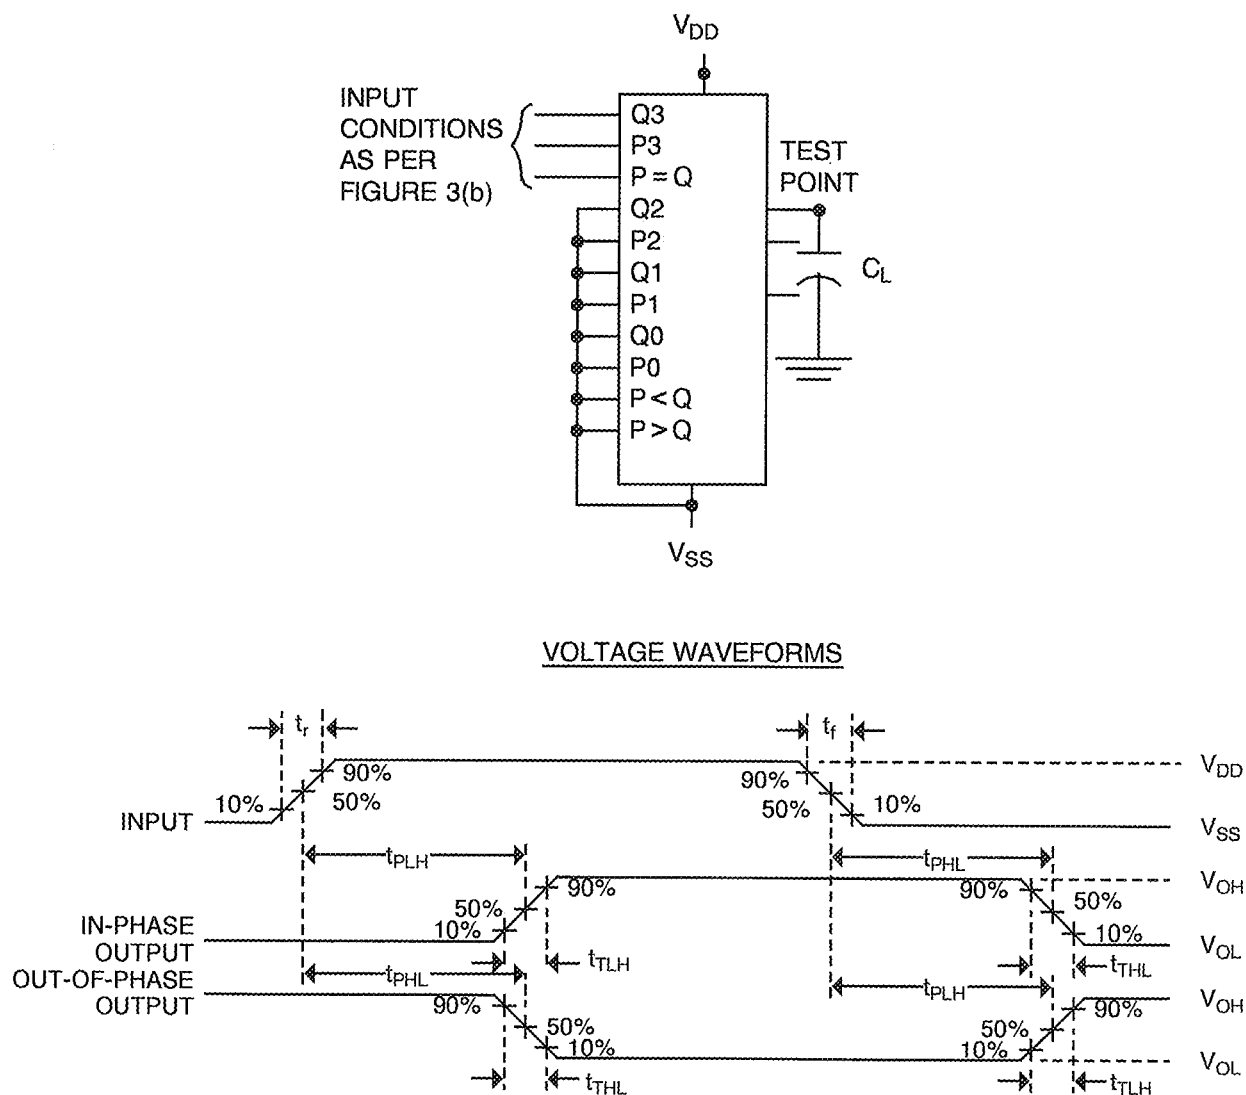 VDD
INPUT
CONDITIONS
AS PER
FIGURE 3(b)
Q3
P3
P = Q
Q2
P2
Q1
P1
Q0
P0
P < Q
P > Q
TEST
POINT
CL
VSS
VOLTAGE WAVEFORMS
tr
tf
90%
90%
VDD
10%
50%
50%
10%
INPUT
VSS
tPLH
tPHL
90%
90%
VOH
50%
50%
IN-PHASE
OUTPUT
10%
10%
VOL
tTLH
tTHL
OUT-OF-PHASE
OUTPUT
tPHL
tPLH
90%
90%
VOH
50%
50%
10%
10%
VOL
tTHL
tTLH